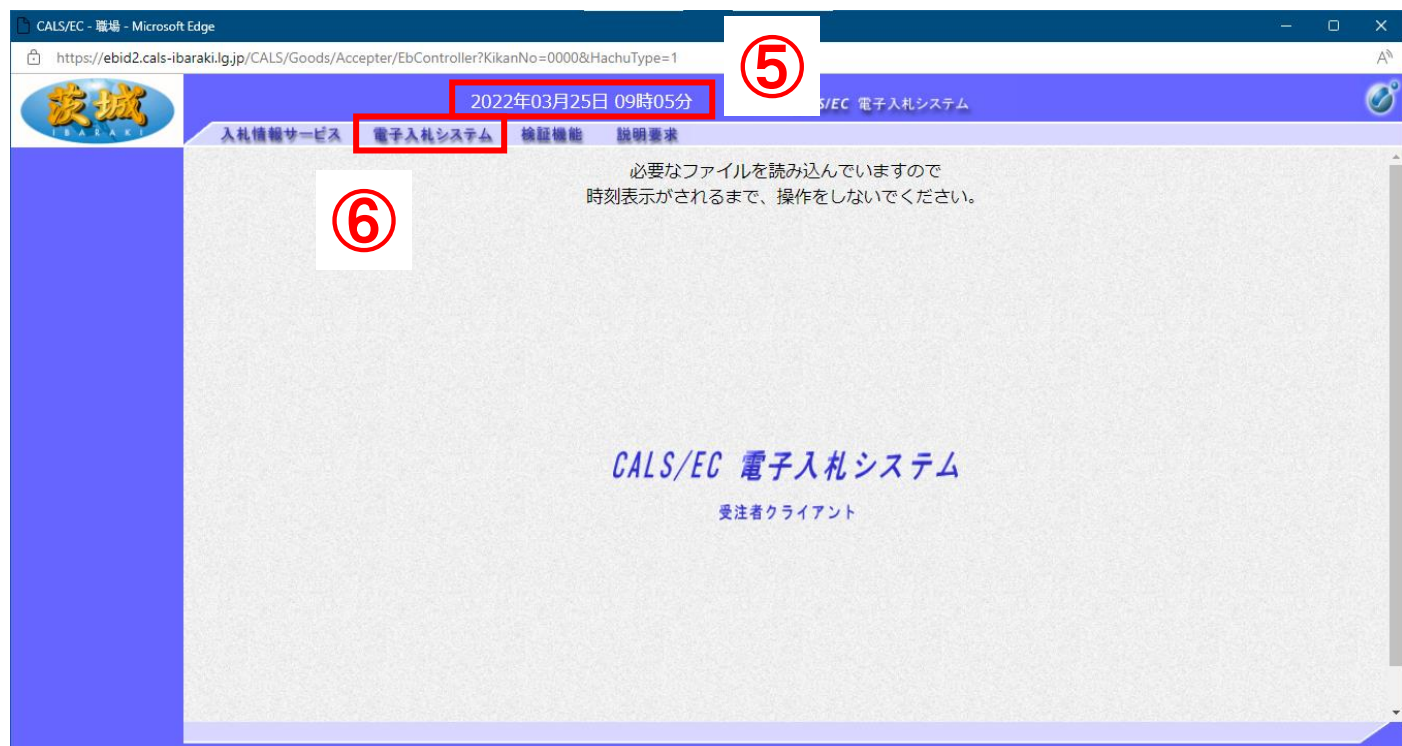 CALS/EC - 職場 - Microsoft Edge
https://ebid2.cals-ibaraki.lg.jp/CALS/Goods/Accepter/EbController?KikanNo=0000&HachuType=1
⑤
茨城
IBARAKI
2022年03月25日 09時05分
S/EC 電子入札システム
入札情報サービス 電子入札システム 検証機能 説明要求
⑥
必要なファイルを読み込んでいますので
時刻表示がされるまで、操作をしないでください。
CALS/EC 電子入札システム
受注者クライアント